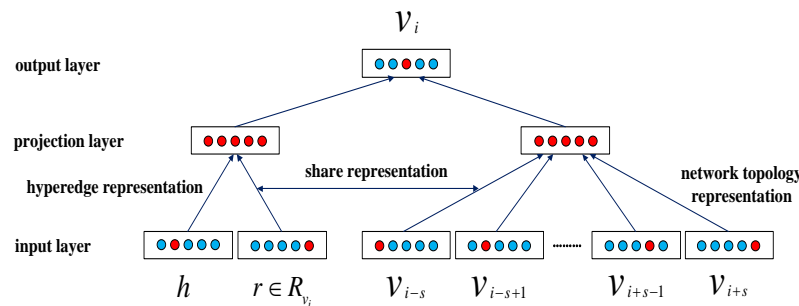 v_i
output layer
projection layer
hyperedge representation
share representation
network topology
representation
input layer
.........
h
r ∈ R_{v_i}
v_{i-s}
v_{i-s+1}
v_{i+s-1}
v_{i+s}